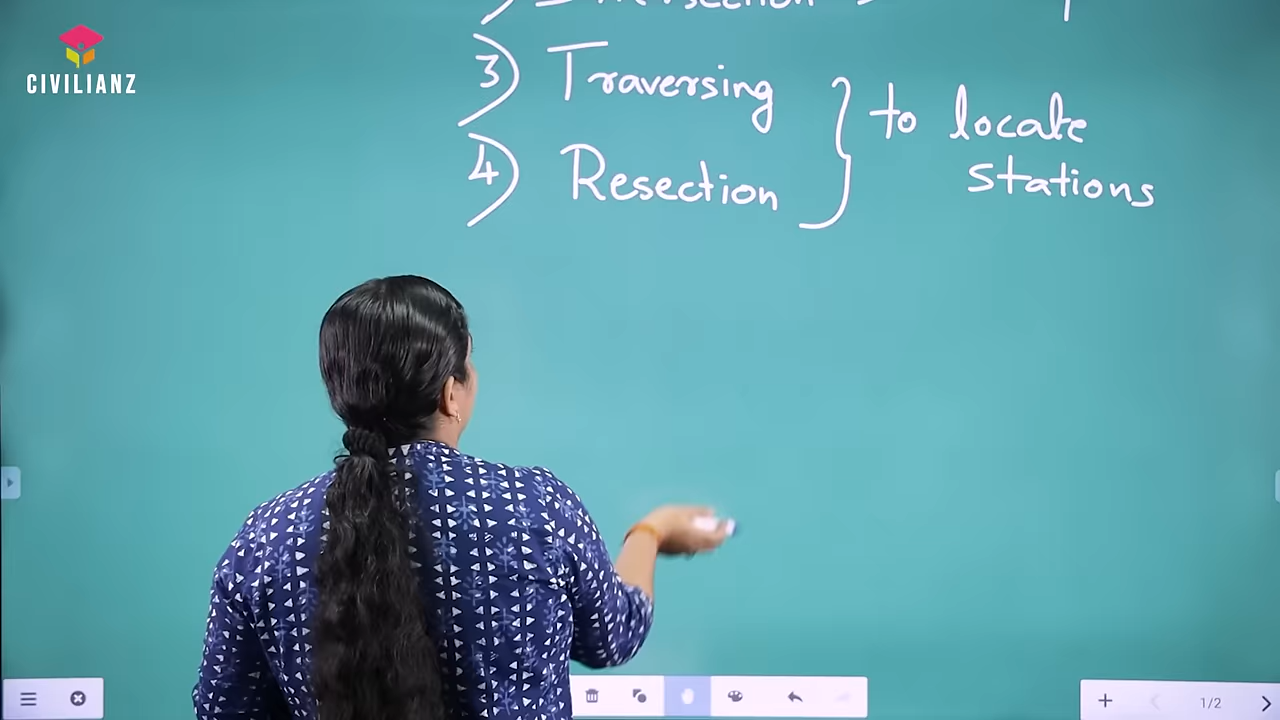 CIVILIANZ
3) Traversing
4) Resection
} to locate
stations
1/2